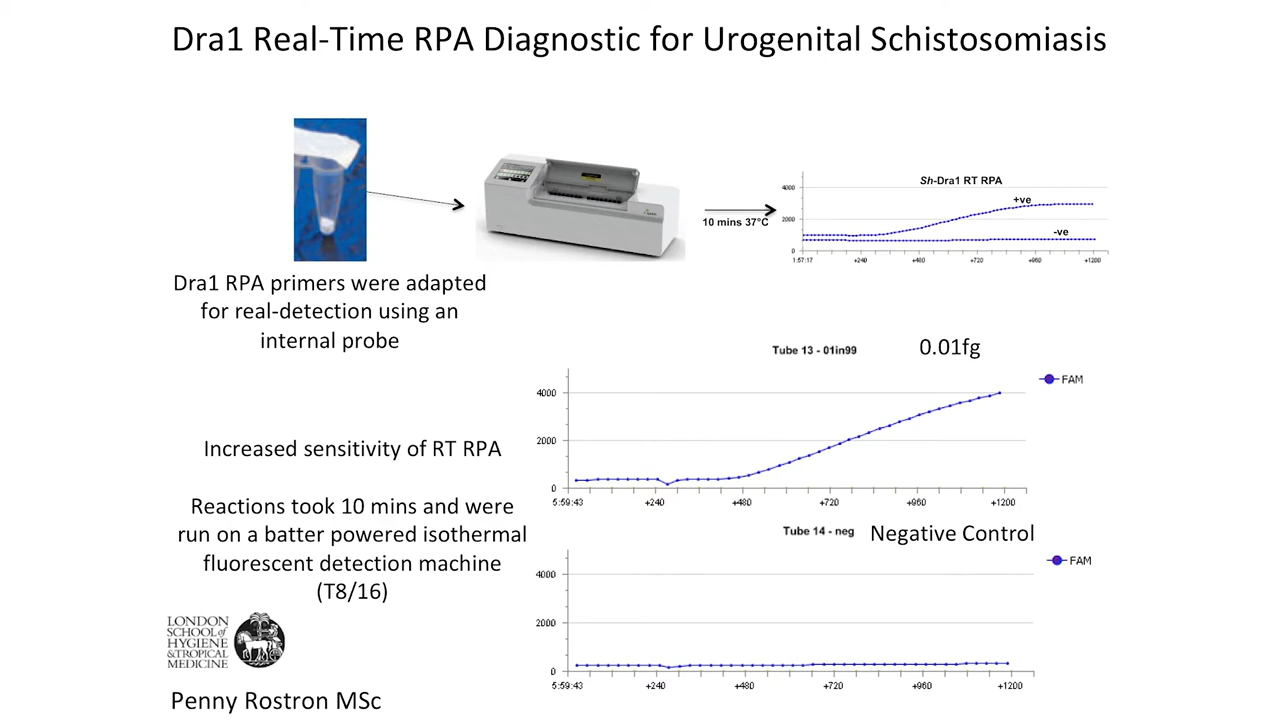 Dra1 Real-Time RPA Diagnostic for Urogenital Schistosomiasis
Sh-Dra1 RT RPA
4000
+ve
2000
-ve
0
1:57:17
+240
+480
+720
+960
+1200
10 mins 37°C
Dra1 RPA primers were adapted
for real-detection using an
internal probe
Tube 13 - 01in99
0.01fg
FAM
4000
2000
0
5:59:43
+240
+480
+720
+960
+1200
Increased sensitivity of RT RPA
Reactions took 10 mins and were
run on a batter powered isothermal
fluorescent detection machine
(T8/16)
Tube 14 - neg
Negative Control
FAM
4000
2000
0
5:59:43
+240
+480
+720
+960
+1200
LONDON
SCHOOL of
HYGIENE
&TROPICAL
MEDICINE
Penny Rostron MSc